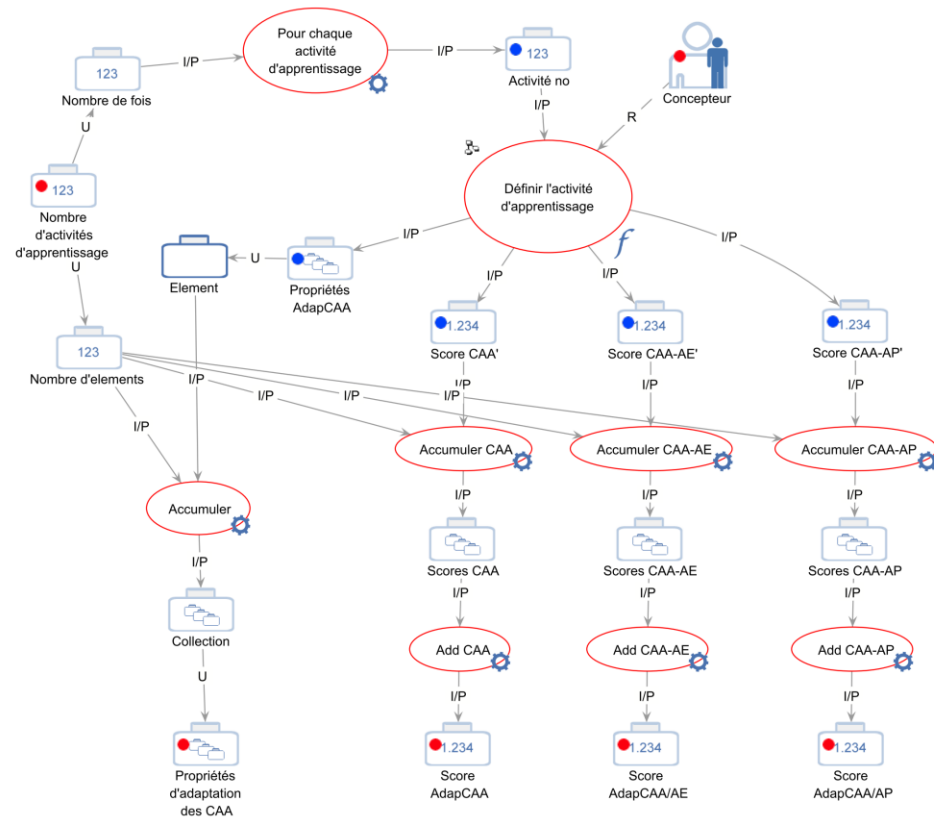 Pour chaque
activité
d'apprentissage
I/P
I/P
123
123
Nombre de fois
Activité no
Concepteur
I/P
U
R
123
Définir l'activité
d'apprentissage
Nombre
d'activités
d'apprentissage
f
I/P
I/P
U
U
Element
Propriétés
AdapCAA
I/P
I/P
1.234
1.234
1.234
123
Score CAA'
Score CAA-AE'
Score CAA-AP'
Nombre d'elements
I/P
I/P
I/P
I/P
I/P
I/P
I/P
I/P
Accumuler CAA
Accumuler CAA-AE
Accumuler CAA-AP
I/P
I/P
I/P
Accumuler
Scores CAA
Scores CAA-AE
Scores CAA-AP
I/P
I/P
I/P
I/P
Collection
Add CAA
Add CAA-AE
Add CAA-AP
U
I/P
I/P
I/P
1.234
1.234
1.234
Propriétés
d'adaptation
des CAA
Score
AdapCAA
Score
AdapCAA/AE
Score
AdapCAA/AP